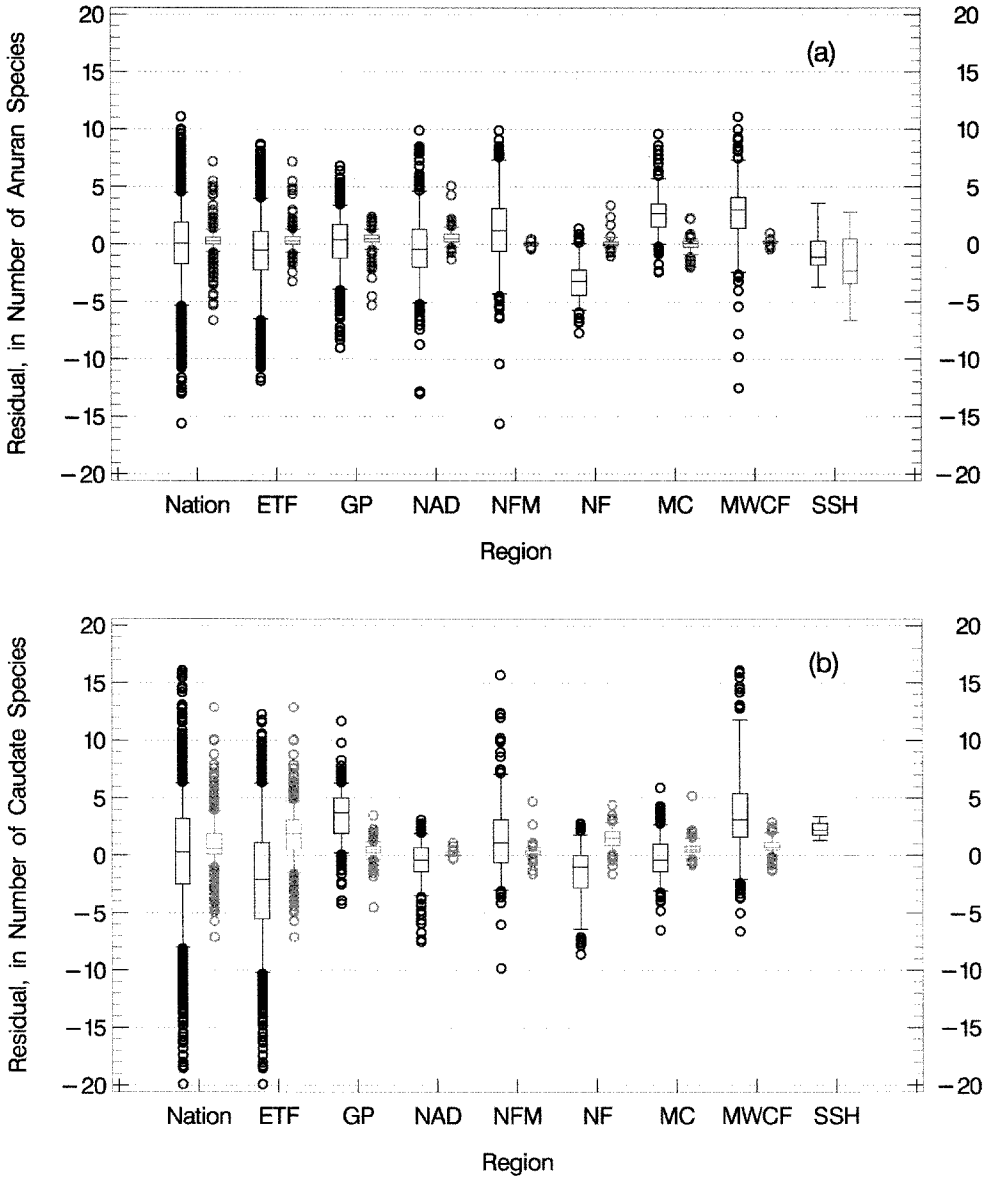 Residual, in Number of Anuran Species
20 20
(a)
15 15
10 10
5 5
0 0
−5 −5
−10 −10
−15 −15
−20 −20
Nation ETF GP NAD NFM NF MC MWCF SSH
Region
Residual, in Number of Caudate Species
20 20
(b)
15 15
10 10
5 5
0 0
−5 −5
−10 −10
−15 −15
−20 −20
Nation ETF GP NAD NFM NF MC MWCF SSH
Region